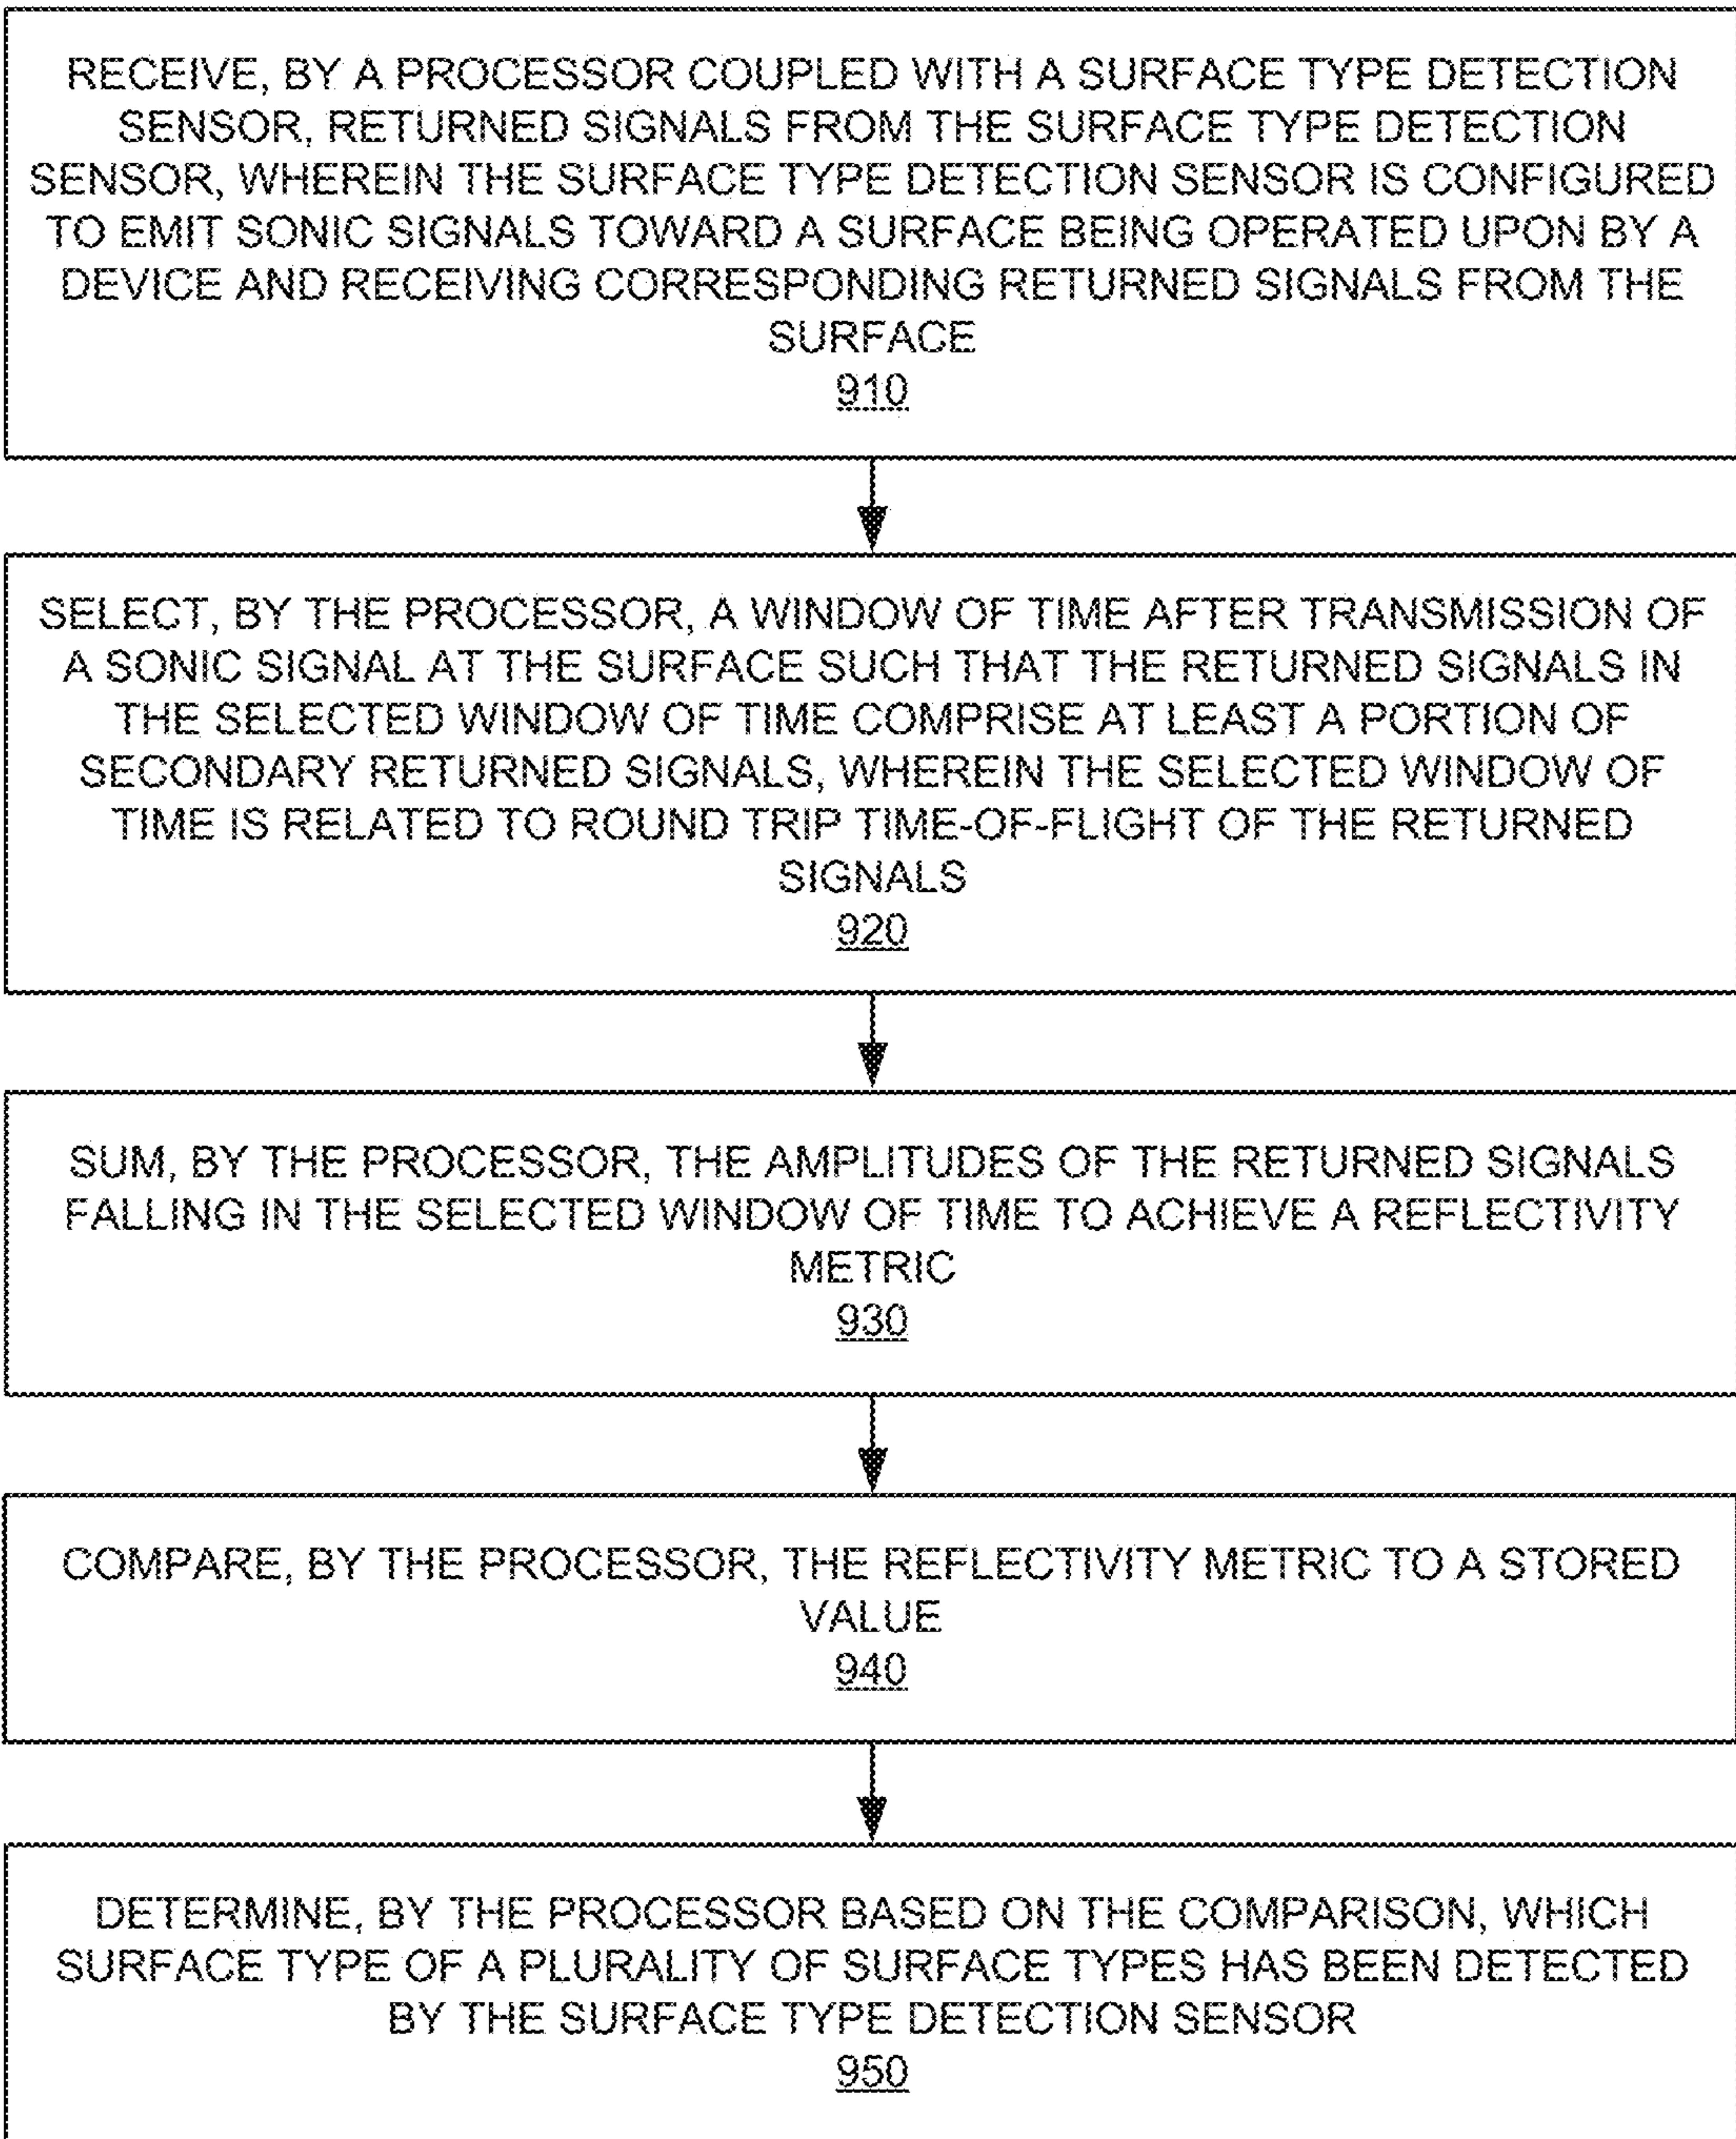 RECEIVE, BY A PROCESSOR COUPLED WITH A SURFACE TYPE DETECTION
SENSOR, RETURNED SIGNALS FROM THE SURFACE TYPE DETECTION
SENSOR, WHEREIN THE SURFACE TYPE DETECTION SENSOR IS CONFIGURED
TO EMIT SONIC SIGNALS TOWARD A SURFACE BEING OPERATED UPON BY A
DEVICE AND RECEIVING CORRESPONDING RETURNED SIGNALS FROM THE
SURFACE
910
SELECT, BY THE PROCESSOR, A WINDOW OF TIME AFTER TRANSMISSION OF
A SONIC SIGNAL AT THE SURFACE SUCH THAT THE RETURNED SIGNALS IN
THE SELECTED WINDOW OF TIME COMPRISE AT LEAST A PORTION OF
SECONDARY RETURNED SIGNALS, WHEREIN THE SELECTED WINDOW OF
TIME IS RELATED TO ROUND TRIP TIME-OF-FLIGHT OF THE RETURNED
SIGNALS
920
SUM, BY THE PROCESSOR, THE AMPLITUDES OF THE RETURNED SIGNALS
FALLING IN THE SELECTED WINDOW OF TIME TO ACHIEVE A REFLECTIVITY
METRIC
930
COMPARE, BY THE PROCESSOR, THE REFLECTIVITY METRIC TO A STORED
VALUE
940
DETERMINE, BY THE PROCESSOR BASED ON THE COMPARISON, WHICH
SURFACE TYPE OF A PLURALITY OF SURFACE TYPES HAS BEEN DETECTED
BY THE SURFACE TYPE DETECTION SENSOR
950